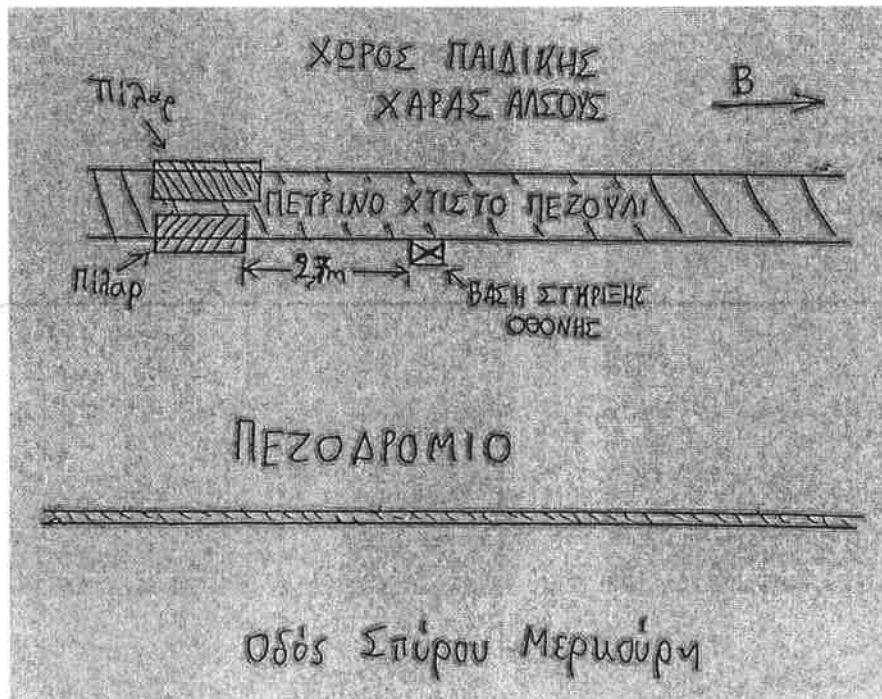 ΧΩΡΟΣ ΠΑΙΔΙΚΗΣ
ΧΑΡΑΣ ΑΛΣΟΥΣ
Β
Πίλαρ
ΠΕΤΡΙΝΟ ΧΤΙΣΤΟ ΠΕΖΟΥΛΙ
Πίλαρ
2,7m
ΒΑΣΗ ΣΤΗΡΙΞΗΣ
ΟΘΟΝΗΣ
ΠΕΖΟΔΡΟΜΙΟ
Οδός Σπύρου Μερκούρη